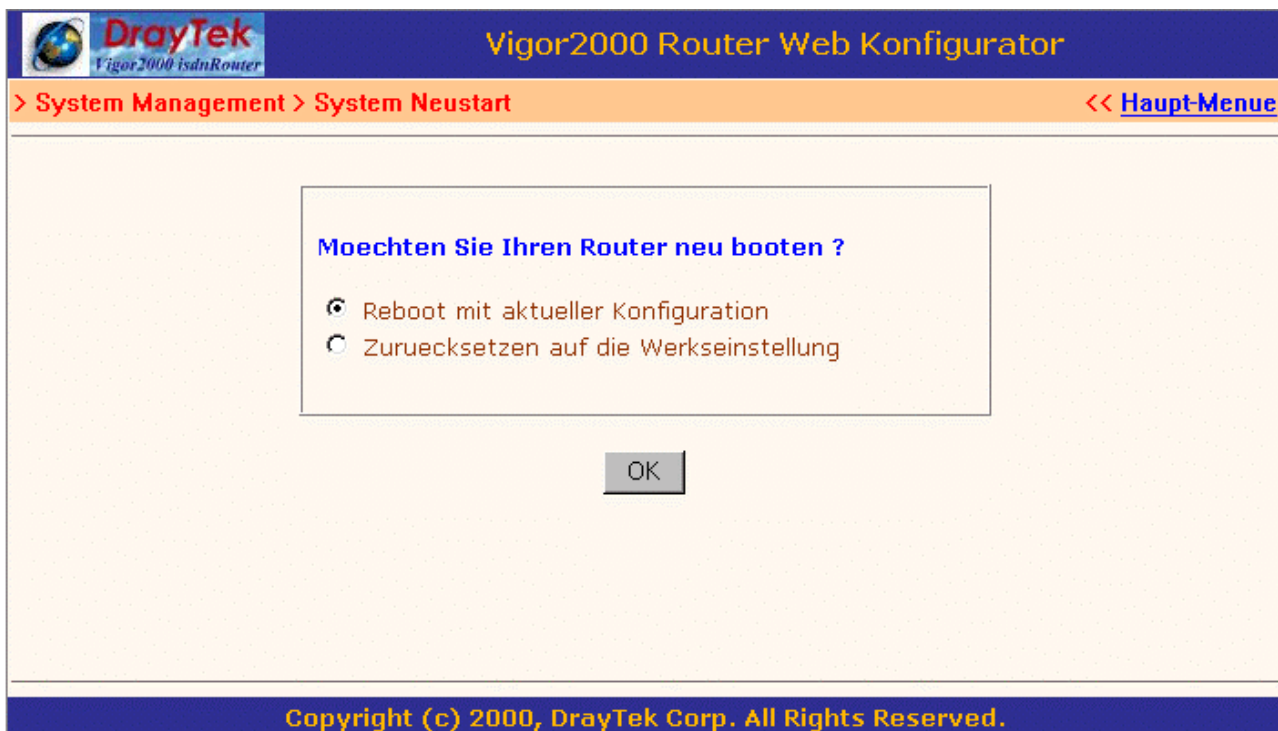 DrayTek
Vigor2000 isdnRouter
Vigor2000 Router Web Konfigurator
> System Management > System Neustart
<< Haupt-Menue
Moechten Sie Ihren Router neu booten ?
Reboot mit aktueller Konfiguration
Zuruecksetzen auf die Werkseinstellung
OK
Copyright (c) 2000, DrayTek Corp. All Rights Reserved.